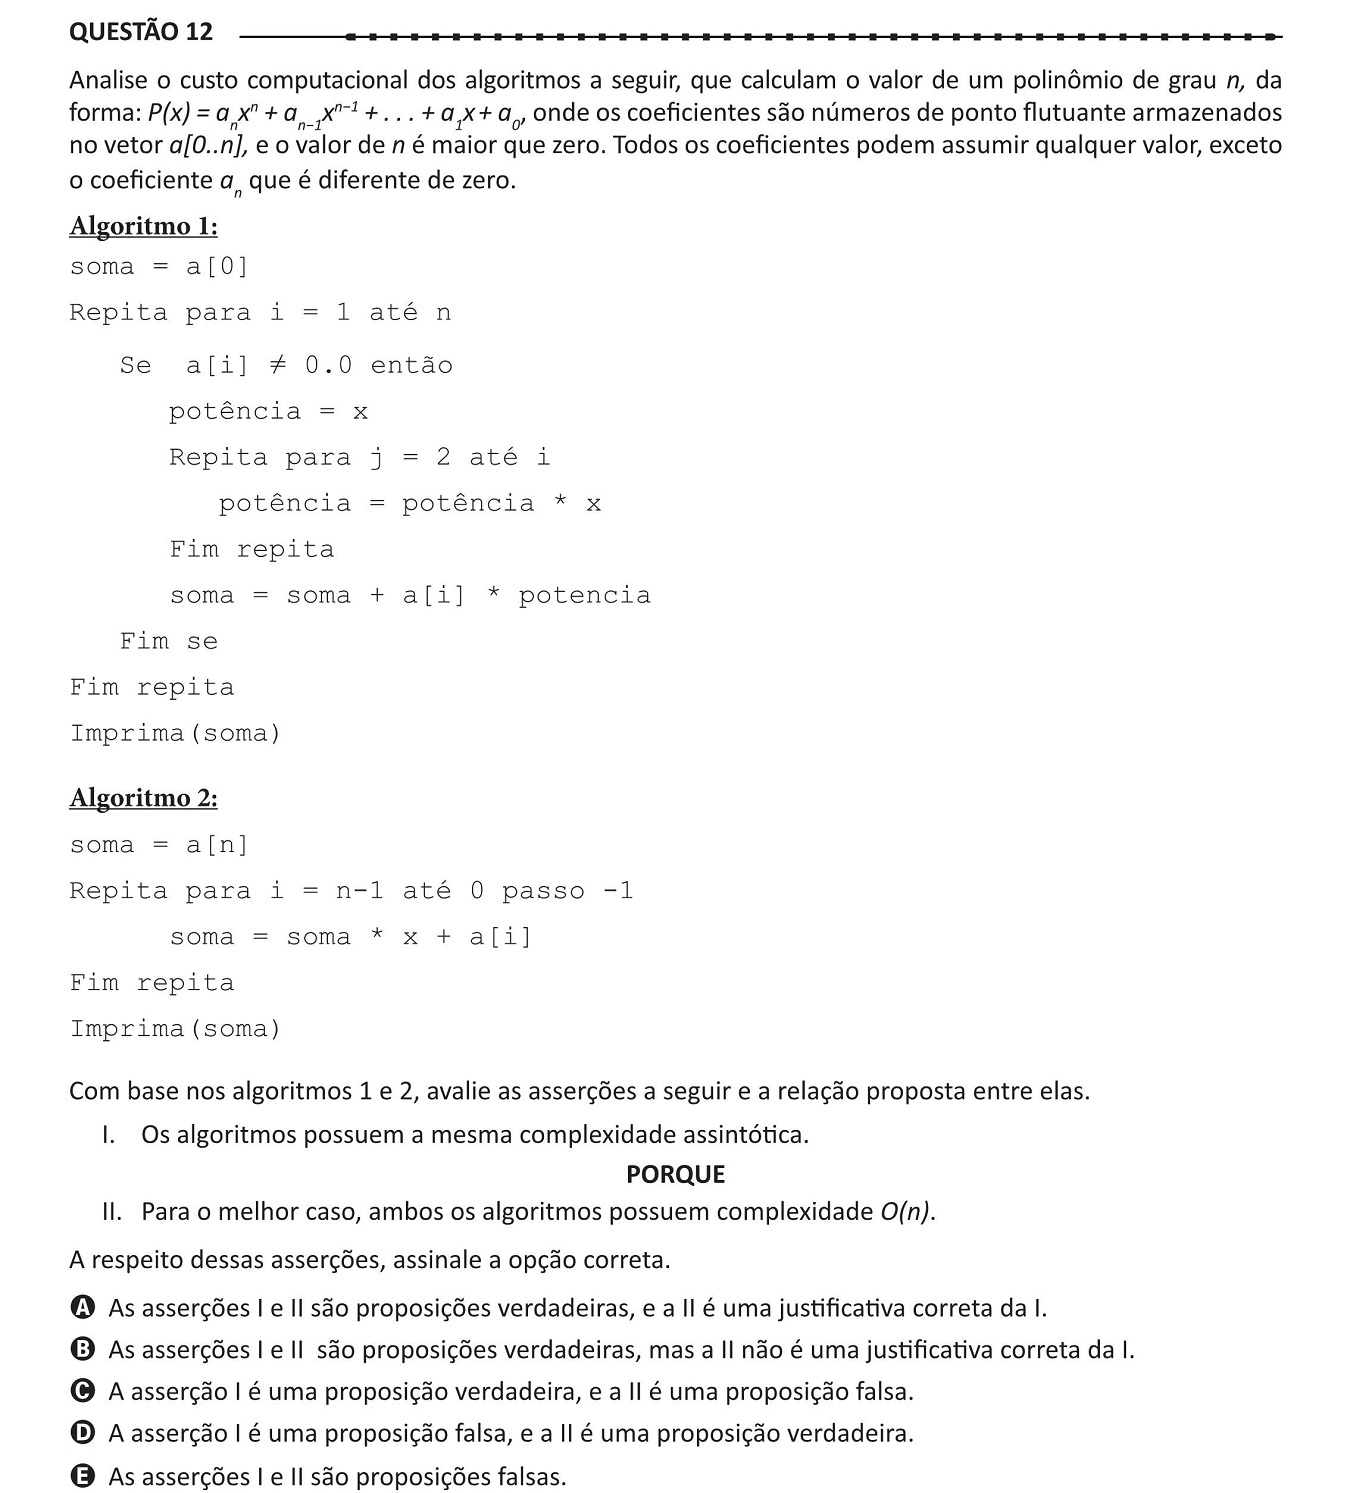 QUESTÃO 12
Analise o custo computacional dos algoritmos a seguir, que calculam o valor de um polinômio de grau n, da
forma: P(x) = aₙxⁿ + aₙ₋₁xⁿ⁻¹ + . . . + a₁x + a₀, onde os coeficientes são números de ponto flutuante armazenados
no vetor a[0..n], e o valor de n é maior que zero. Todos os coeficientes podem assumir qualquer valor, exceto
o coeficiente aₙ que é diferente de zero.
Algoritmo 1:
soma = a[0]
Repita para i = 1 até n
Se a[i] ≠ 0.0 então
potência = x
Repita para j = 2 até i
potência = potência * x
Fim repita
soma = soma + a[i] * potencia
Fim se
Fim repita
Imprima(soma)
Algoritmo 2:
soma = a[n]
Repita para i = n-1 até 0 passo -1
soma = soma * x + a[i]
Fim repita
Imprima(soma)
Com base nos algoritmos 1 e 2, avalie as asserções a seguir e a relação proposta entre elas.
I. Os algoritmos possuem a mesma complexidade assintótica.
PORQUE
II. Para o melhor caso, ambos os algoritmos possuem complexidade O(n).
A respeito dessas asserções, assinale a opção correta.
A As asserções I e II são proposições verdadeiras, e a II é uma justificativa correta da I.
B As asserções I e II são proposições verdadeiras, mas a II não é uma justificativa correta da I.
C A asserção I é uma proposição verdadeira, e a II é uma proposição falsa.
D A asserção I é uma proposição falsa, e a II é uma proposição verdadeira.
E As asserções I e II são proposições falsas.